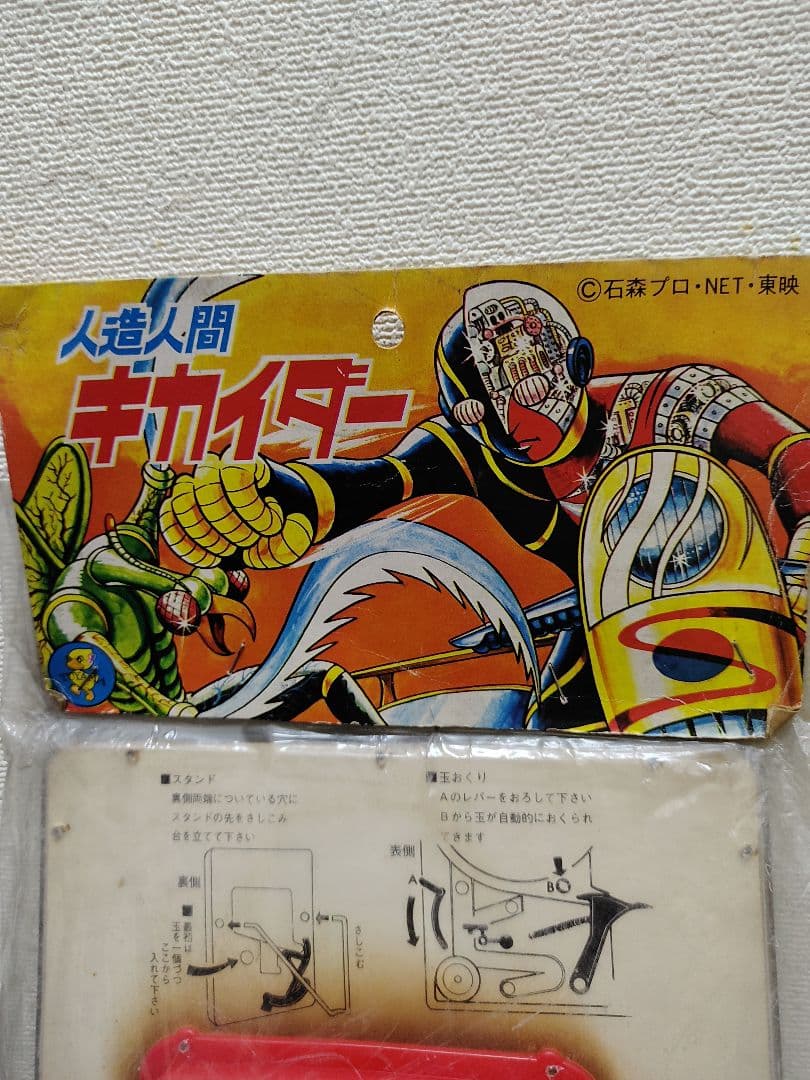 ©石森プロ・NET・東映
人造人間
キカイダー
■スタンド
裏側両端についている穴に
スタンドの先をさしこみ
台を立てて下さい
裏側
■最初は
玉を一個づつ
ここから
入れて下さい
さしこむ
■玉おくり
Aのレバーをおろして下さい
Bから玉が自動的におくられ
てきます
表側
A
B